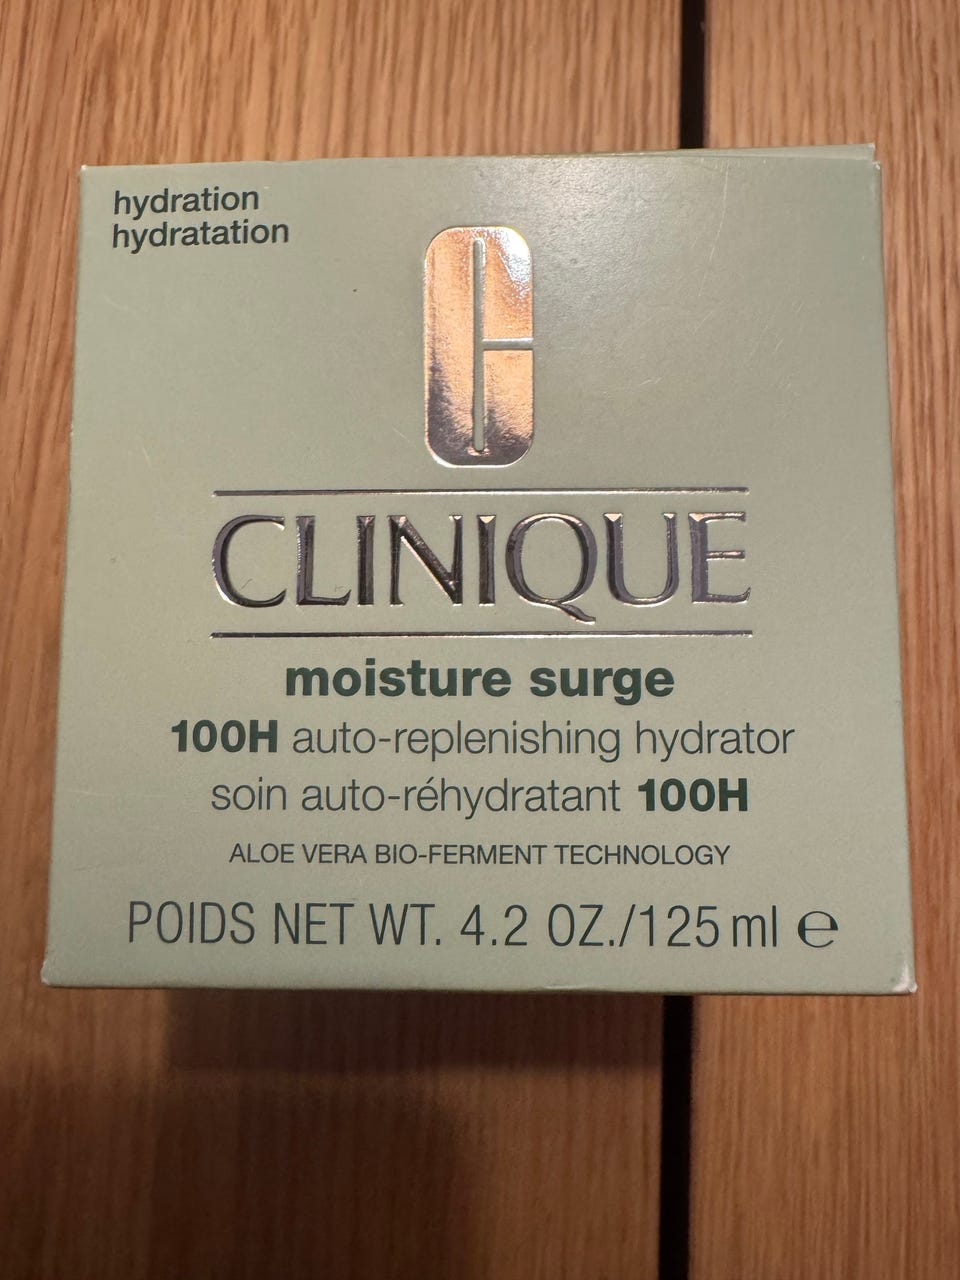 hydration
hydratation
C
CLINIQUE
moisture surge
100H auto-replenishing hydrator
soin auto-réhydratant 100H
ALOE VERA BIO-FERMENT TECHNOLOGY
POIDS NET WT. 4.2 OZ./125 ml ℮